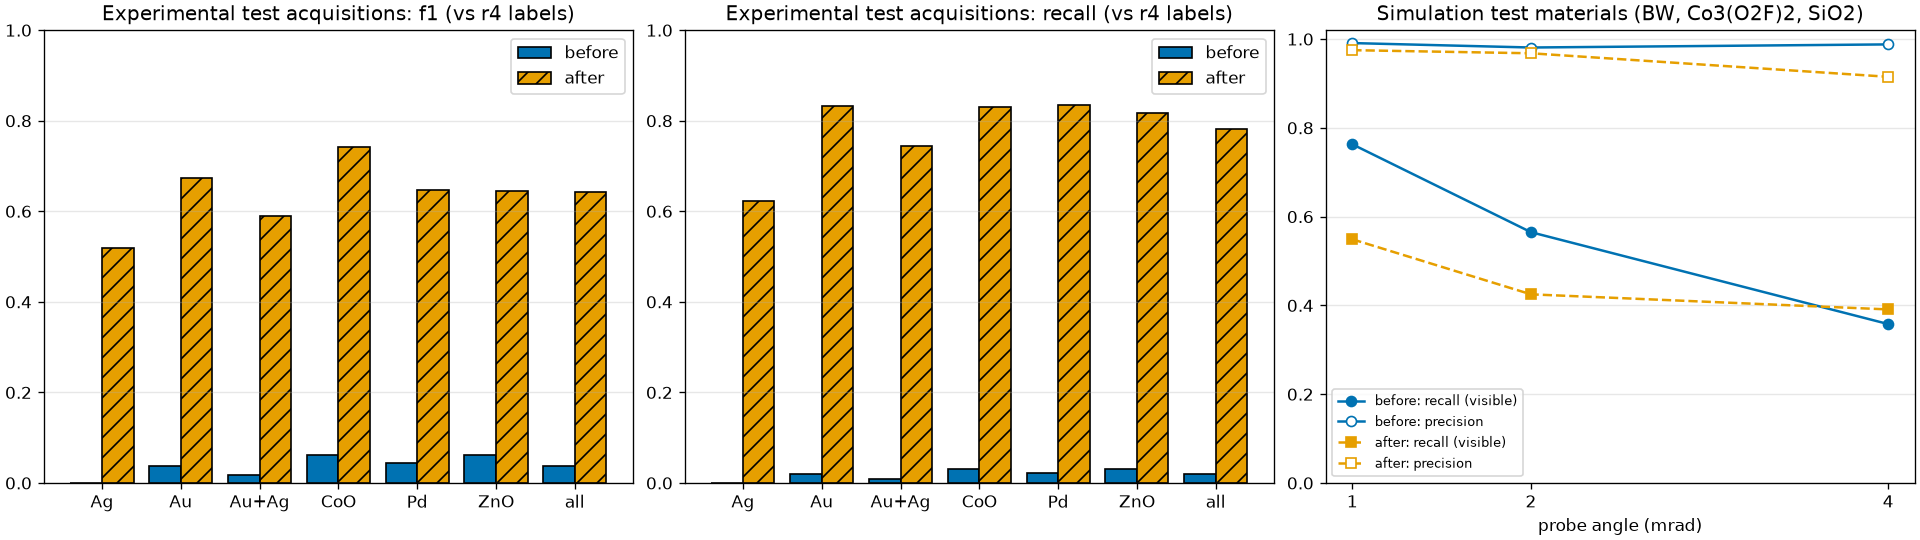 Experimental test acquisitions: f1 (vs r4 labels)
1.0
0.8
0.6
0.4
0.2
0.0
before
after
Ag
Au
Au+Ag
CoO
Pd
ZnO
all
Experimental test acquisitions: recall (vs r4 labels)
1.0
0.8
0.6
0.4
0.2
0.0
before
after
Ag
Au
Au+Ag
CoO
Pd
ZnO
all
Simulation test materials (BW, Co3(O2F)2, SiO2)
1.0
0.8
0.6
0.4
0.2
0.0
before: recall (visible)
before: precision
after: recall (visible)
after: precision
1
2
4
probe angle (mrad)